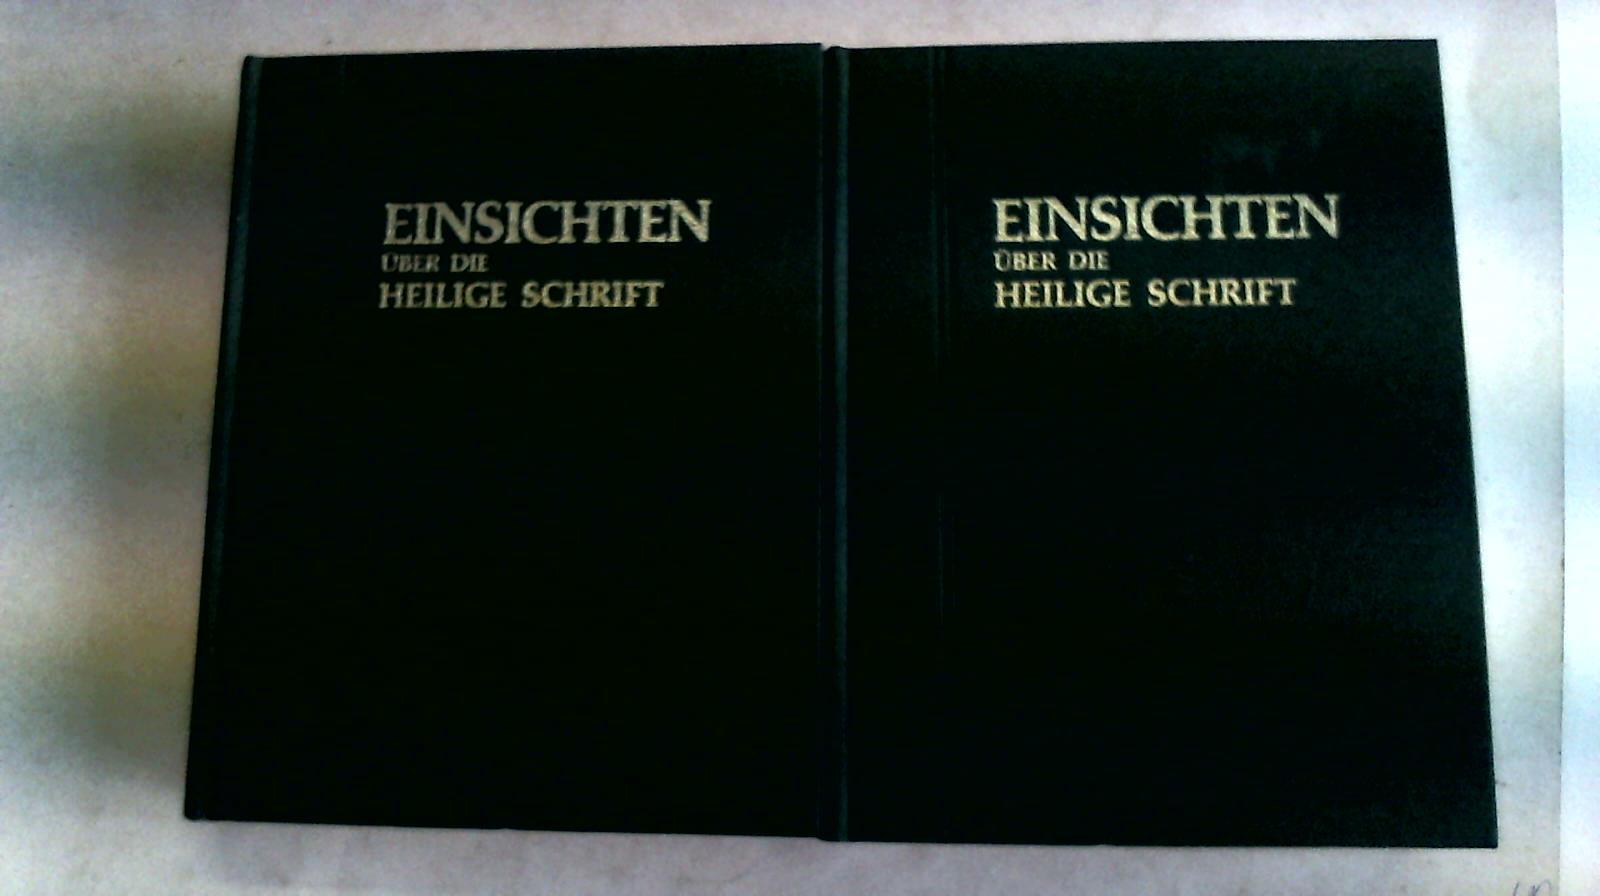 EINSICHTEN
ÜBER DIE
HEILIGE SCHRIFT
EINSICHTEN
ÜBER DIE
HEILIGE SCHRIFT